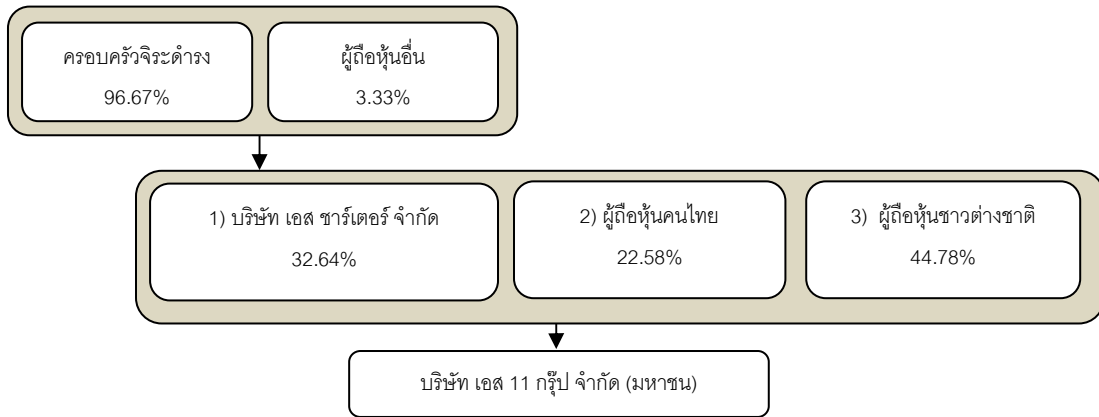 ครอบครัวจิระดำรง
96.67%
ผู้ถือหุ้นอื่น
3.33%
1) บริษัท เอส ชาร์เตอร์ จำกัด
32.64%
2) ผู้ถือหุ้นคนไทย
22.58%
3) ผู้ถือหุ้นชาวต่างชาติ
44.78%
บริษัท เอส 11 กรุ๊ป จำกัด (มหาชน)